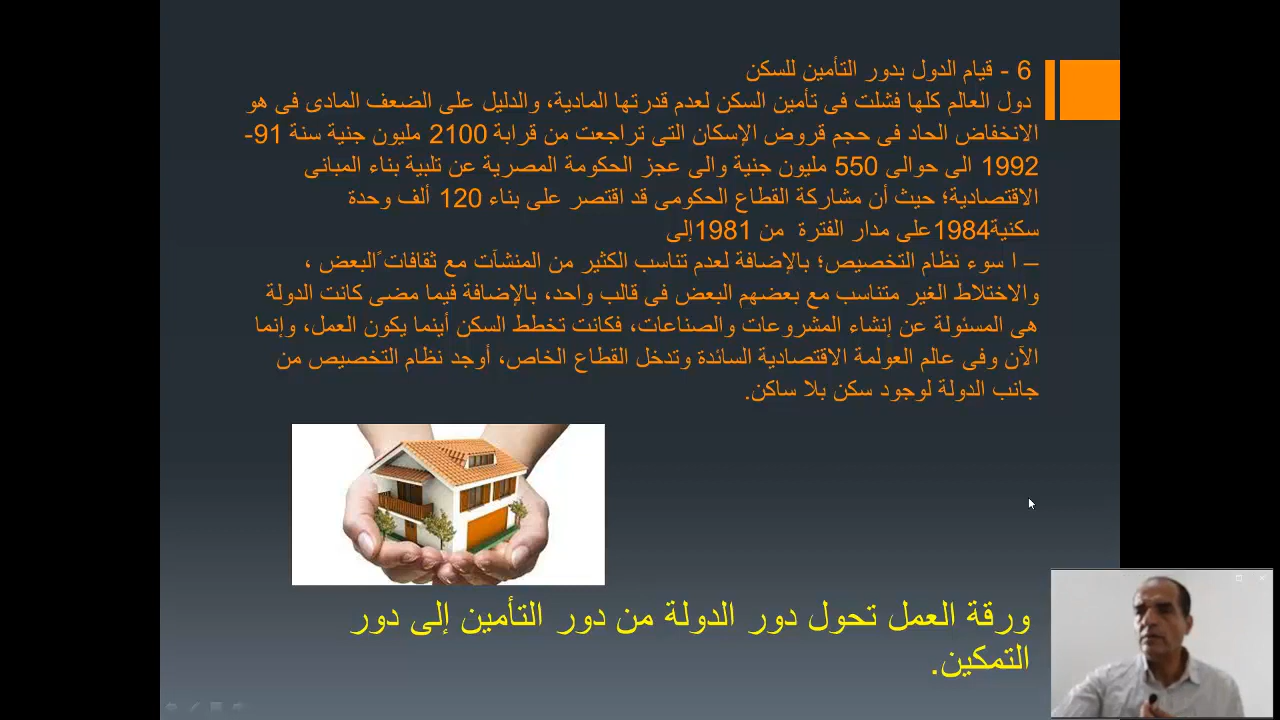 6 - قيام الدول بدور التأمين للسكن
دول العالم كلها فشلت فى تأمين السكن لعدم قدرتها المادية، والدليل على الضعف المادى فى هو
الانخفاض الحاد فى حجم قروض الإسكان التى تراجعت من قرابة 2100 مليون جنية سنة 91-
1992 الى حوالى 550 مليون جنية والى عجز الحكومة المصرية عن تلبية بناء المبانى
الاقتصادية؛ حيث أن مشاركة القطاع الحكومى قد اقتصر على بناء 120 ألف وحدة
سكنية1984على مدار الفترة من 1981إلى
– ا سوء نظام التخصيص؛ بالإضافة لعدم تناسب الكثير من المنشآت مع ثقافات ًالبعض ،
والاختلاط الغير متناسب مع بعضهم البعض فى قالب واحد، بالإضافة فيما مضى كانت الدولة
هى المسئولة عن إنشاء المشروعات والصناعات، فكانت تخطط السكن أينما يكون العمل، وإنما
الآن وفى عالم العولمة الاقتصادية السائدة وتدخل القطاع الخاص، أوجد نظام التخصيص من
جانب الدولة لوجود سكن بلا ساكن.
ورقة العمل تحول دور الدولة من دور التأمين إلى دور
التمكين.